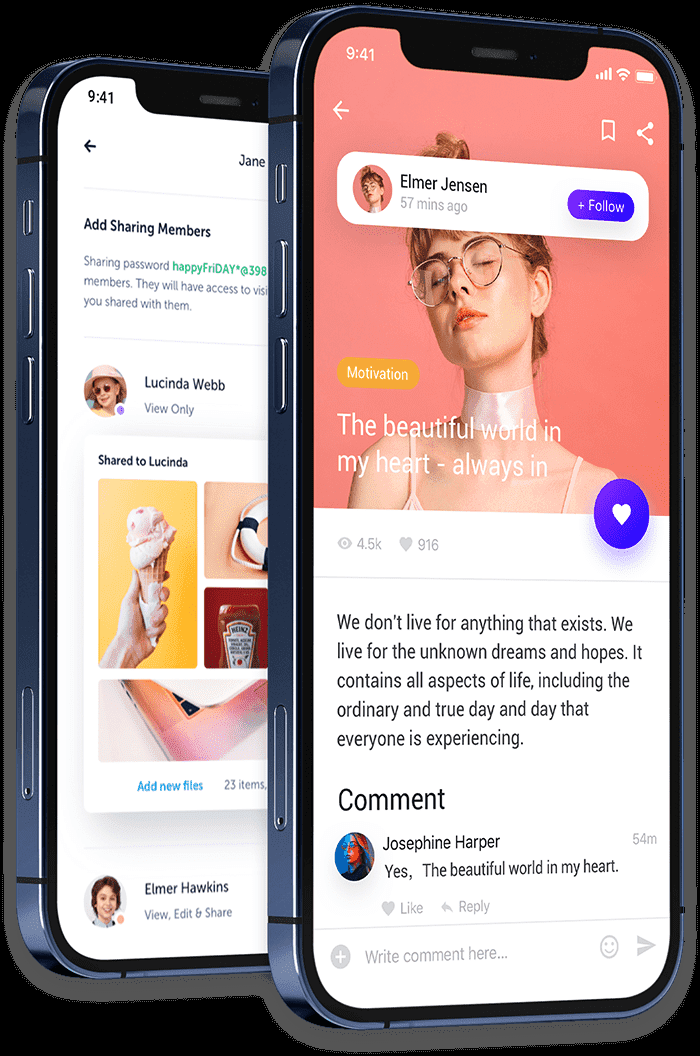 9:41
Jane
Add Sharing Members
Sharing password happyFriDAY*@398
members. They will have access to visi
you shared with them.
Lucinda Webb
View Only
Shared to Lucinda
HEINZ
Add new files 23 items,
Elmer Hawkins
View, Edit & Share
9:41
Elmer Jensen
57 mins ago
+ Follow
Motivation
The beautiful world in
my heart - always in
4.5k 916
We don't live for anything that exists. We
live for the unknown dreams and hopes. It
contains all aspects of life, including the
ordinary and true day and day that
everyone is experiencing.
Comment
Josephine Harper 54m
Yes, The beautiful world in my heart.
Like Reply
Write comment here...